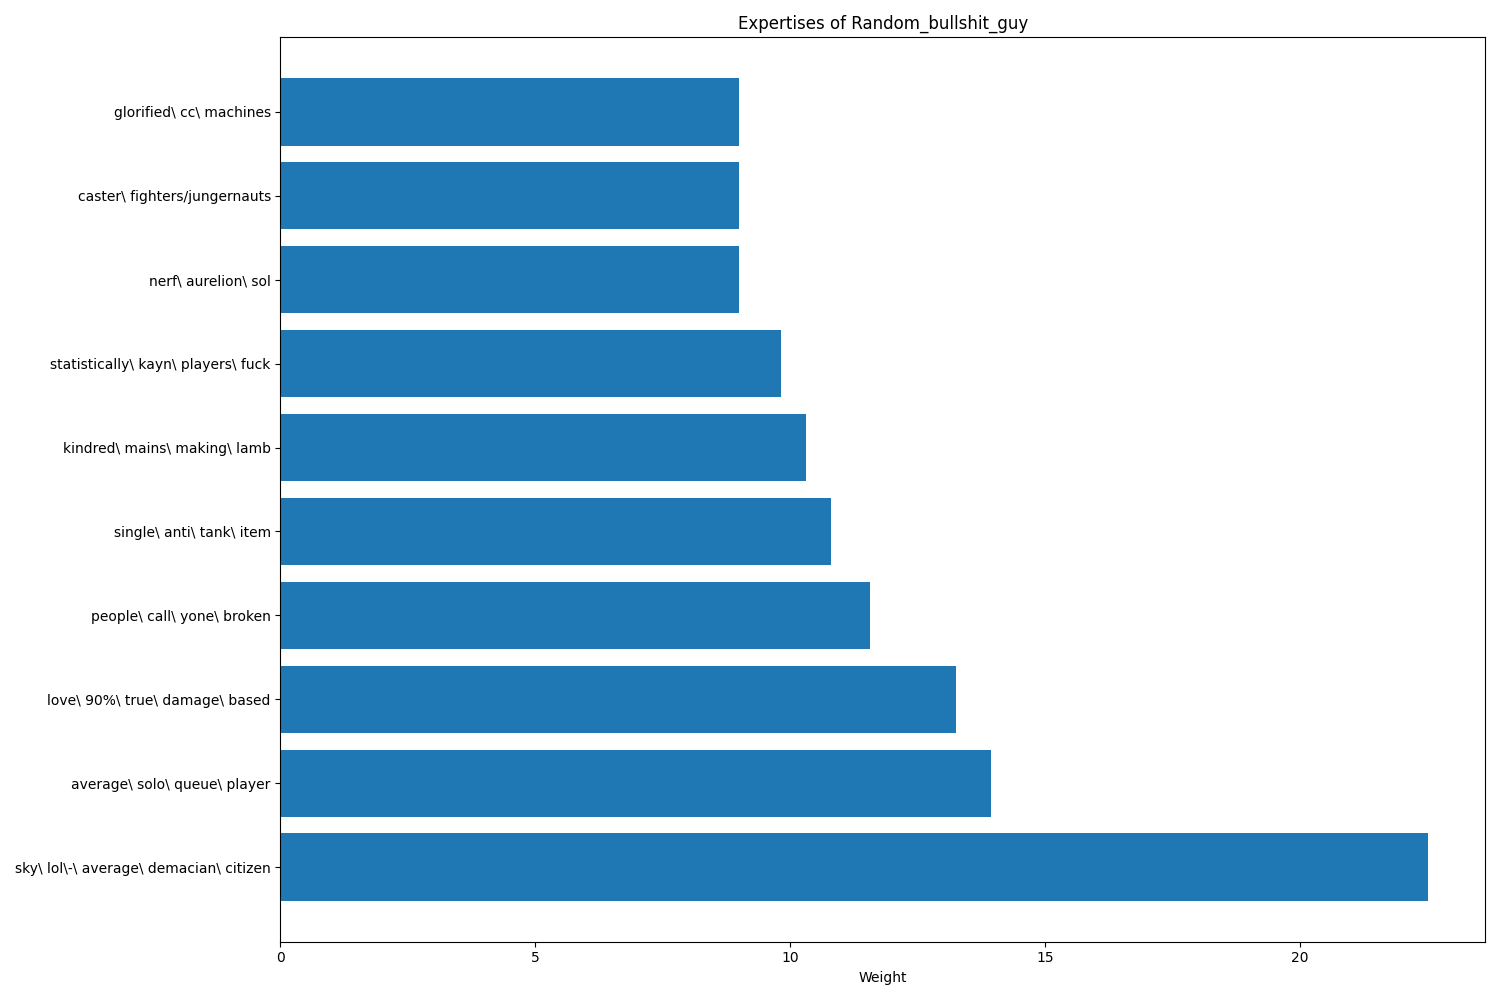 Expertises of Random_bullshit_guy
glorified\ cc\ machines
caster\ fighters/jungernauts
nerf\ aurelion\ sol
statistically\ kayn\ players\ fuck
kindred\ mains\ making\ lamb
single\ anti\ tank\ item
people\ call\ yone\ broken
love\ 90%\ true\ damage\ based
average\ solo\ queue\ player
sky\ lol\-\ average\ demacian\ citizen
0 5 10 15 20
Weight